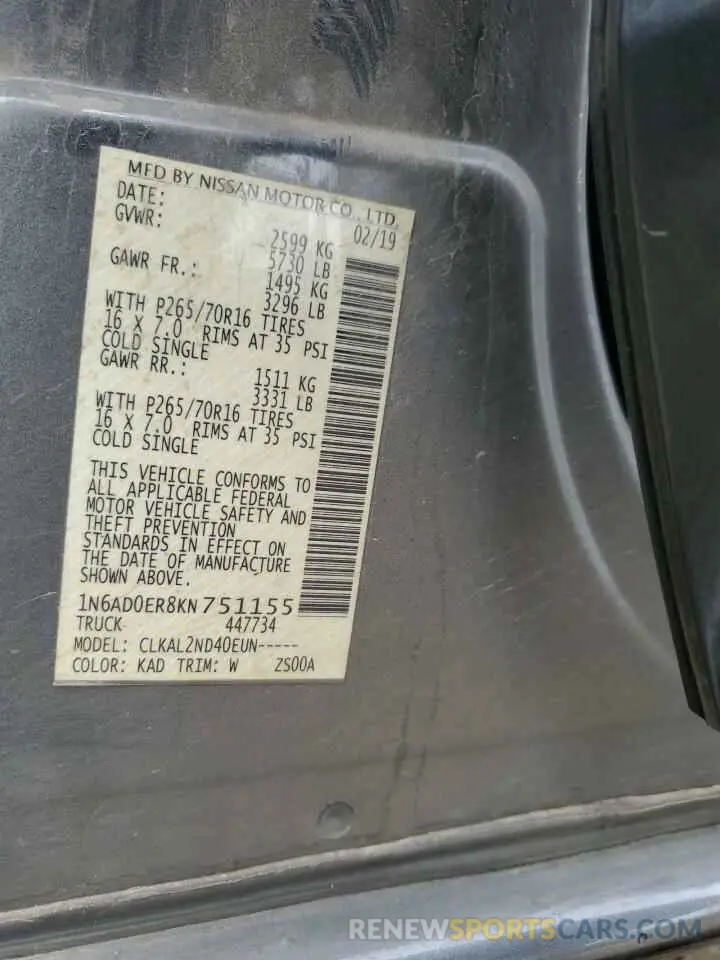 MFD BY NISSAN MOTOR CO., LTD.
DATE: 02/19
GVWR: 2599 KG
5730 LB
GAWR FR.: 1495 KG
3296 LB
WITH P265/70R16 TIRES
16 X 7.0 RIMS AT 35 PSI
COLD SINGLE
GAWR RR.: 1511 KG
3331 LB
WITH P265/70R16 TIRES
16 X 7.0 RIMS AT 35 PSI
COLD SINGLE
THIS VEHICLE CONFORMS TO
ALL APPLICABLE FEDERAL
MOTOR VEHICLE SAFETY AND
THEFT PREVENTION
STANDARDS IN EFFECT ON
THE DATE OF MANUFACTURE
SHOWN ABOVE.
1N6AD0ER8KN751155
TRUCK 447734
MODEL: CLKAL2ND40EUN-----
COLOR: KAD TRIM: W ZS00A
RENEWSPORTSCARS.COM